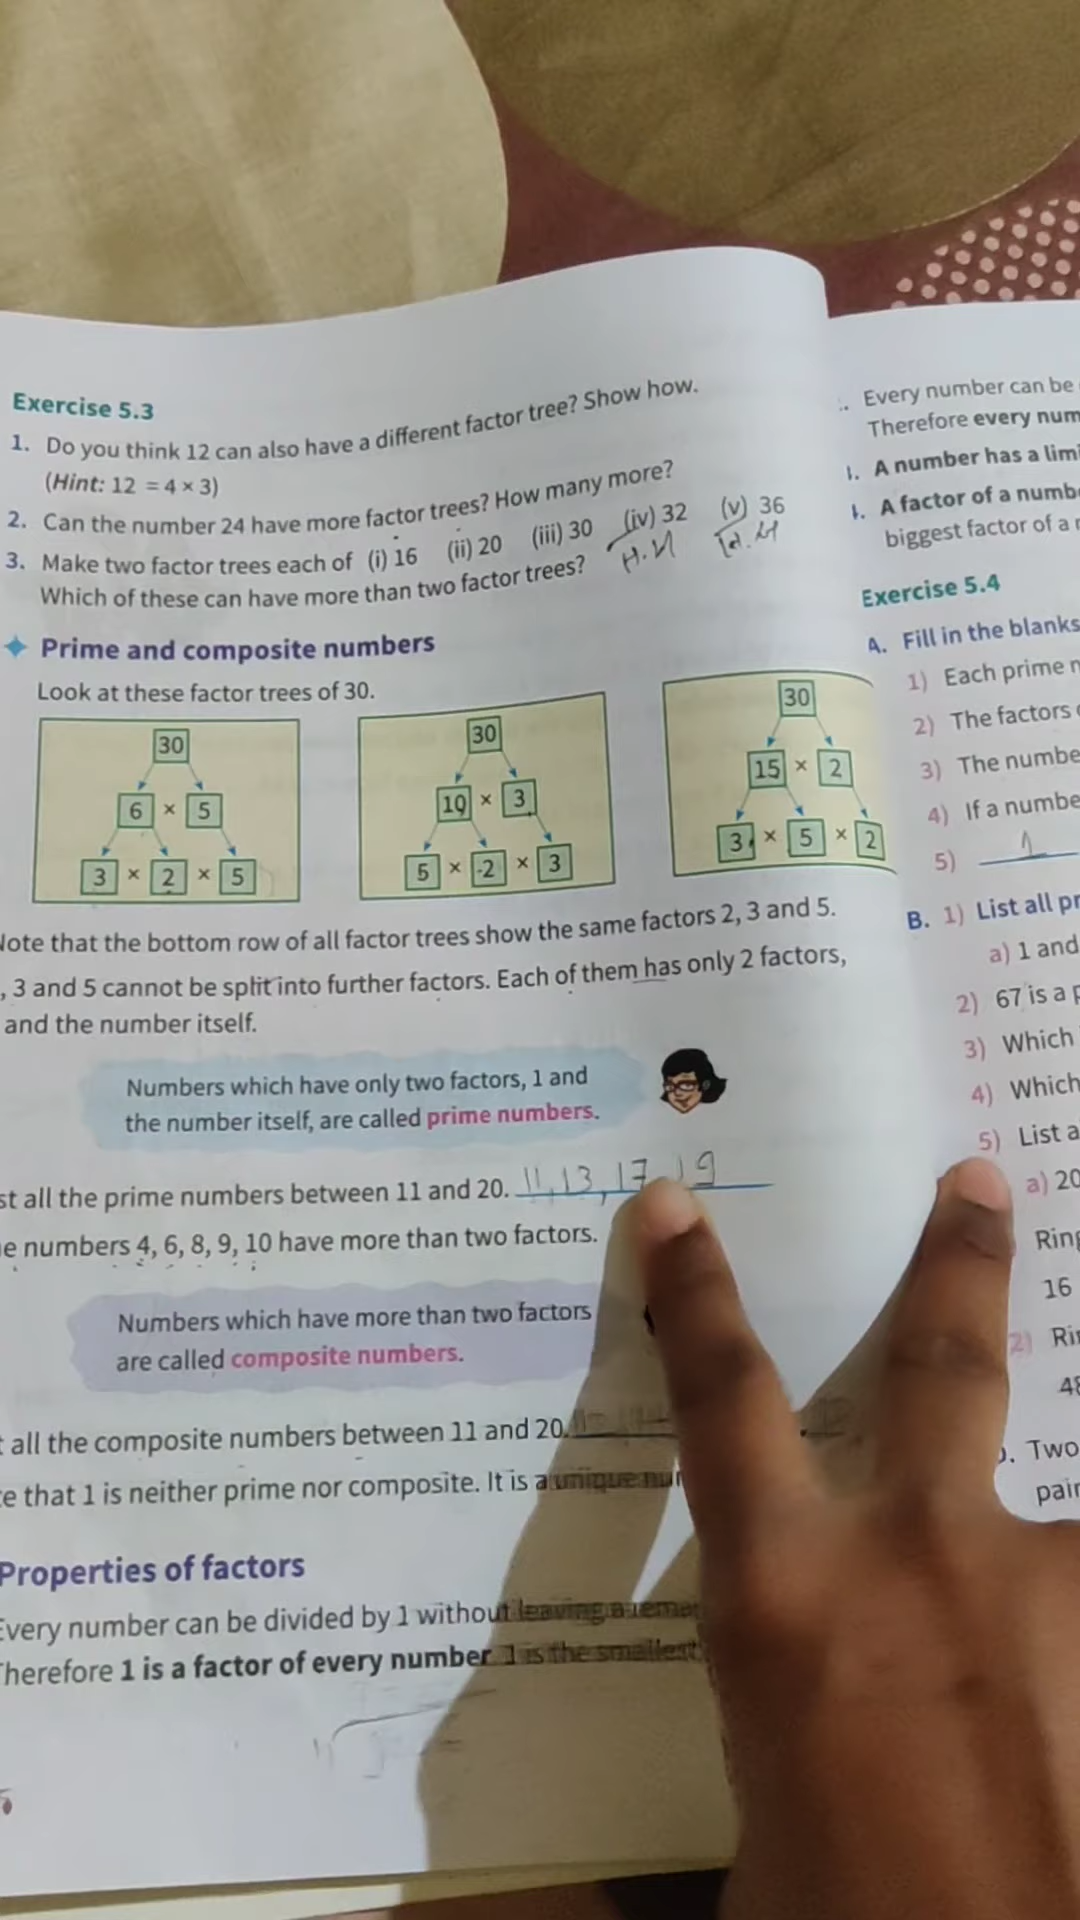 Exercise 5.3
1. Do you think 12 can also have a different factor tree? Show how.
(Hint: 12 = 4 × 3)
2. Can the number 24 have more factor trees? How many more?
3. Make two factor trees each of (i) 16 (ii) 20 (iii) 30 (iv) 32 (v) 36
H.W
Which of these can have more than two factor trees?
Prime and composite numbers
Look at these factor trees of 30.
30
6 × 5
3 × 2 × 5
30
10 × 3
5 × 2 × 3
30
15 × 2
3 × 5 × 2
Note that the bottom row of all factor trees show the same factors 2, 3 and 5.
, 3 and 5 cannot be split into further factors. Each of them has only 2 factors,
and the number itself.
Numbers which have only two factors, 1 and
the number itself, are called prime numbers.
st all the prime numbers between 11 and 20. 11, 13, 17, 19
e numbers 4, 6, 8, 9, 10 have more than two factors.
Numbers which have more than two factors
are called composite numbers.
t all the composite numbers between 11 and 20.
te that 1 is neither prime nor composite. It is a unique
Properties of factors
Every number can be divided by 1 without leaving a
Therefore 1 is a factor of every number. 1 is the smallest
Every number can be
Therefore every num
A number has a lim
A factor of a numb
biggest factor of a
Exercise 5.4
A. Fill in the blanks
1) Each prime
2) The factors
3) The numbe
4) If a numbe
5) 1
B. 1) List all pr
a) 1 and
2) 67 is a p
3) Which
4) Which
5) List a
a) 20
Ring
16
2) Ri
48
Two
pair